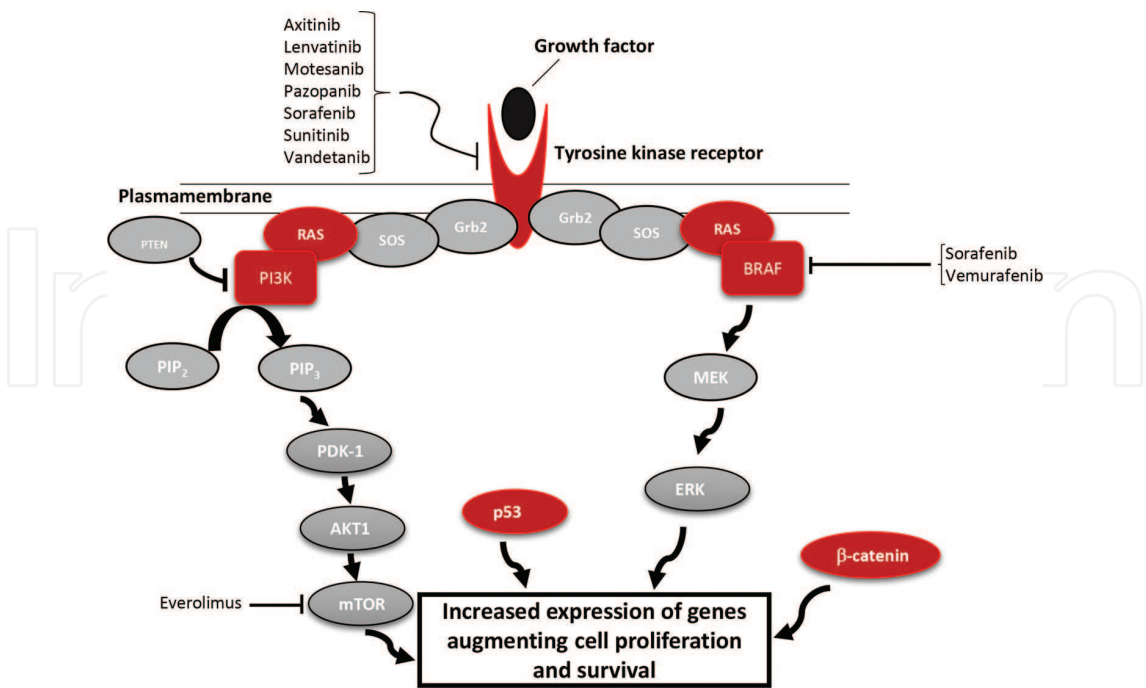 Axitinib
Lenvatinib
Motesanib
Pazopanib
Sorafenib
Sunitinib
Vandetanib
Growth factor
Tyrosine kinase receptor
Plasmamembrane
PTEN
RAS
SOS
Grb2
Grb2
SOS
RAS
PI3K
BRAF
Sorafenib
Vemurafenib
PIP2
PIP3
MEK
PDK-1
ERK
AKT1
p53
β-catenin
Everolimus
mTOR
Increased expression of genes
augmenting cell proliferation
and survival